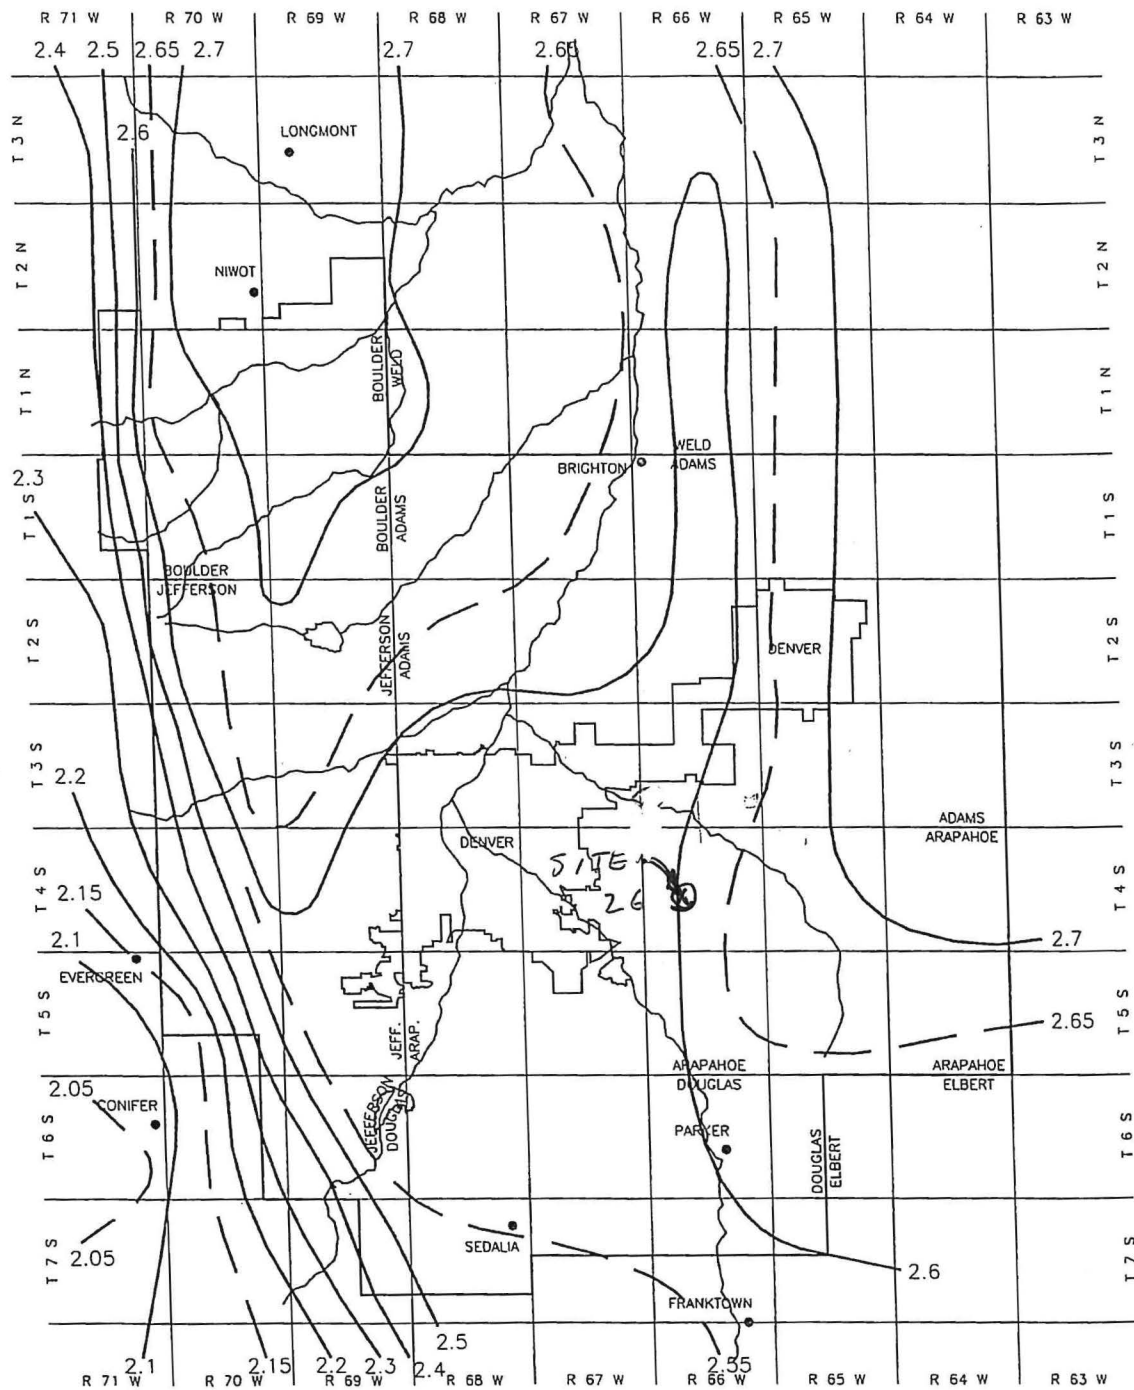 R 71 W R 70 W R 69 W R 68 W R 67 W R 66 W R 65 W R 64 W R 63 W
2.4 2.5 2.65 2.7 2.7 2.65 2.7
T 3 N
T 3 N
2.6
LONGMONT
T 2 N
T 2 N
NIWOT
BOULDER
WELD
T 1 N
T 1 N
WELD
ADAMS
BRIGHTON
2.3
T 1 S
T 1 S
BOULDER
ADAMS
BOULDER
JEFFERSON
T 2 S
T 2 S
JEFFERSON
ADAMS
DENVER
T 3 S
T 3 S
2.2
ADAMS
ARAPAHOE
DENVER
SITE
26
T 4 S
T 4 S
2.15
2.1
2.7
EVERGREEN
T 5 S
T 5 S
2.65
JEFF.
ARAP.
ARAPAHOE
DOUGLAS
ARAPAHOE
ELBERT
2.05
CONIFER
JEFFERSON
DOUGLAS
T 6 S
T 6 S
PARKER
DOUGLAS
ELBERT
SEDALIA
T 7 S
T 7 S
2.05
2.6
FRANKTOWN
2.5
2.1 2.15 2.2 2.3 2.4 2.55
R 71 W R 70 W R 69 W R 68 W R 67 W R 66 W R 65 W R 64 W R 63 W